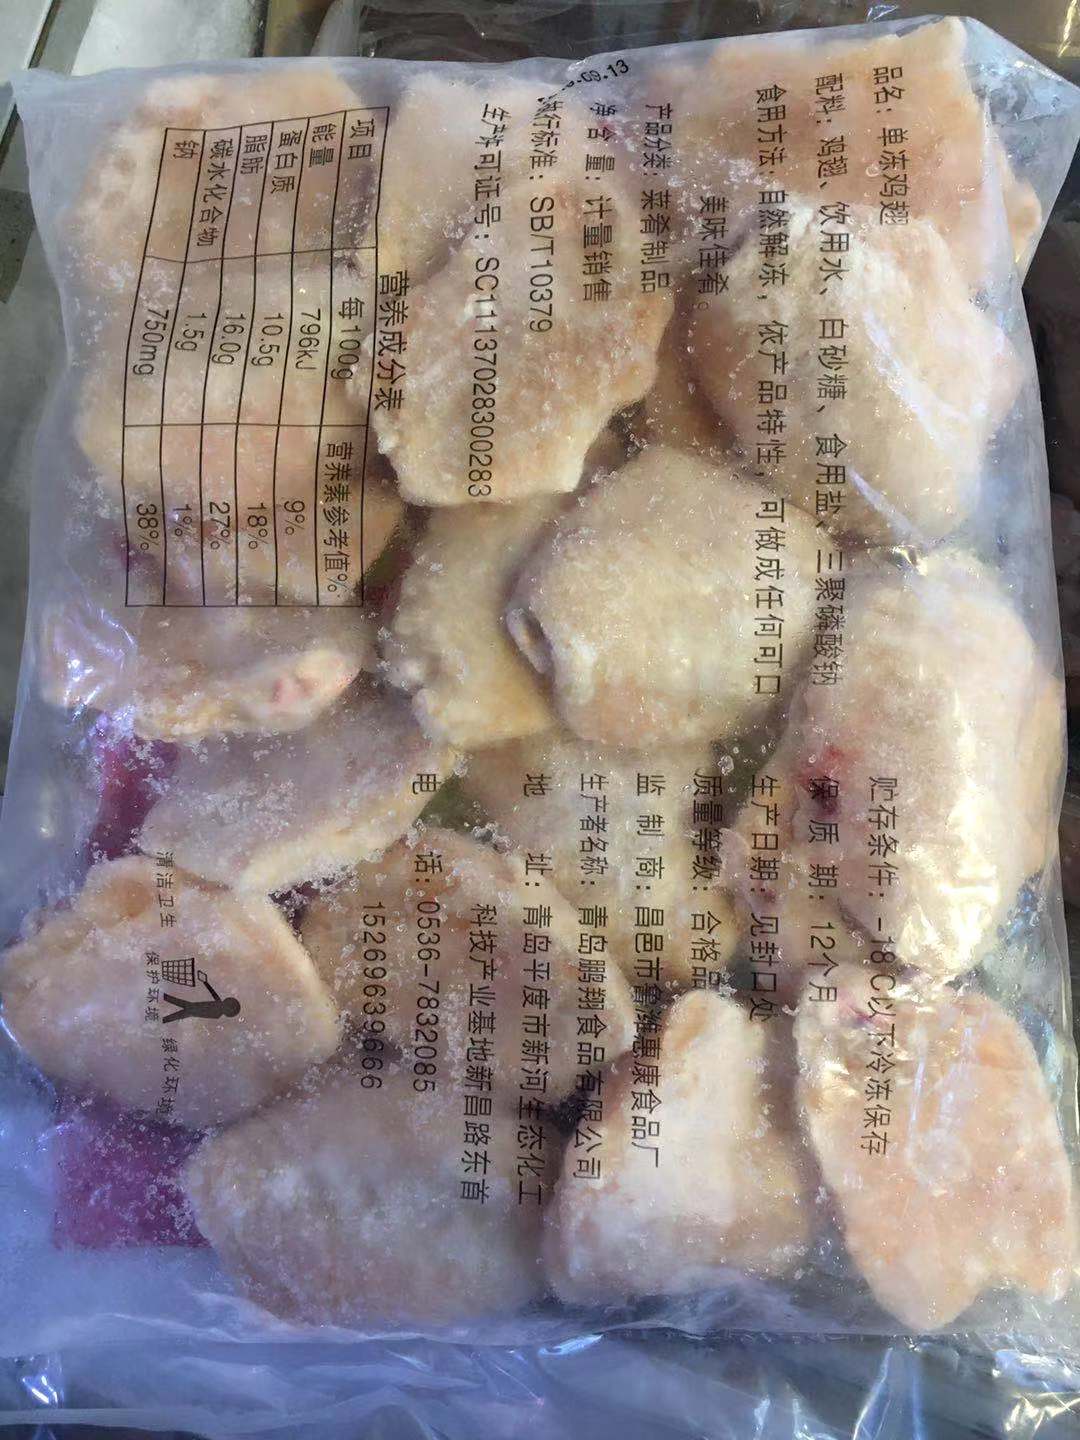 品名：单冻鸡翅
配料：鸡翅、饮用水、白砂糖、食用盐、三聚磷酸钠
食用方法：自然解冻，依产品特性，可做成任何可口
美味佳肴。
产品分类：菜肴制品
净含量：计量销售
执行标准：SB/T10379
生产许可证号：SC11137028300283
营养成分表
项目 每100g 营养素参考值%
能量 796kJ 9%
蛋白质 10.5g 18%
脂肪 16.0g 27%
碳水化合物 1.5g 1%
钠 750mg 38%
贮存条件：-18C以下冷冻保存
保质期：12个月
生产日期：见封口处
质量等级：合格品
监制商：昌邑市鲁潍惠康食品厂
生产者名称：青岛鹏翔食品有限公司
地址：青岛平度市新河生态化工
科技产业基地新昌路东首
电话：0536-7832085
15269639666
清洁卫生 保护环境 绿化环境
09.13